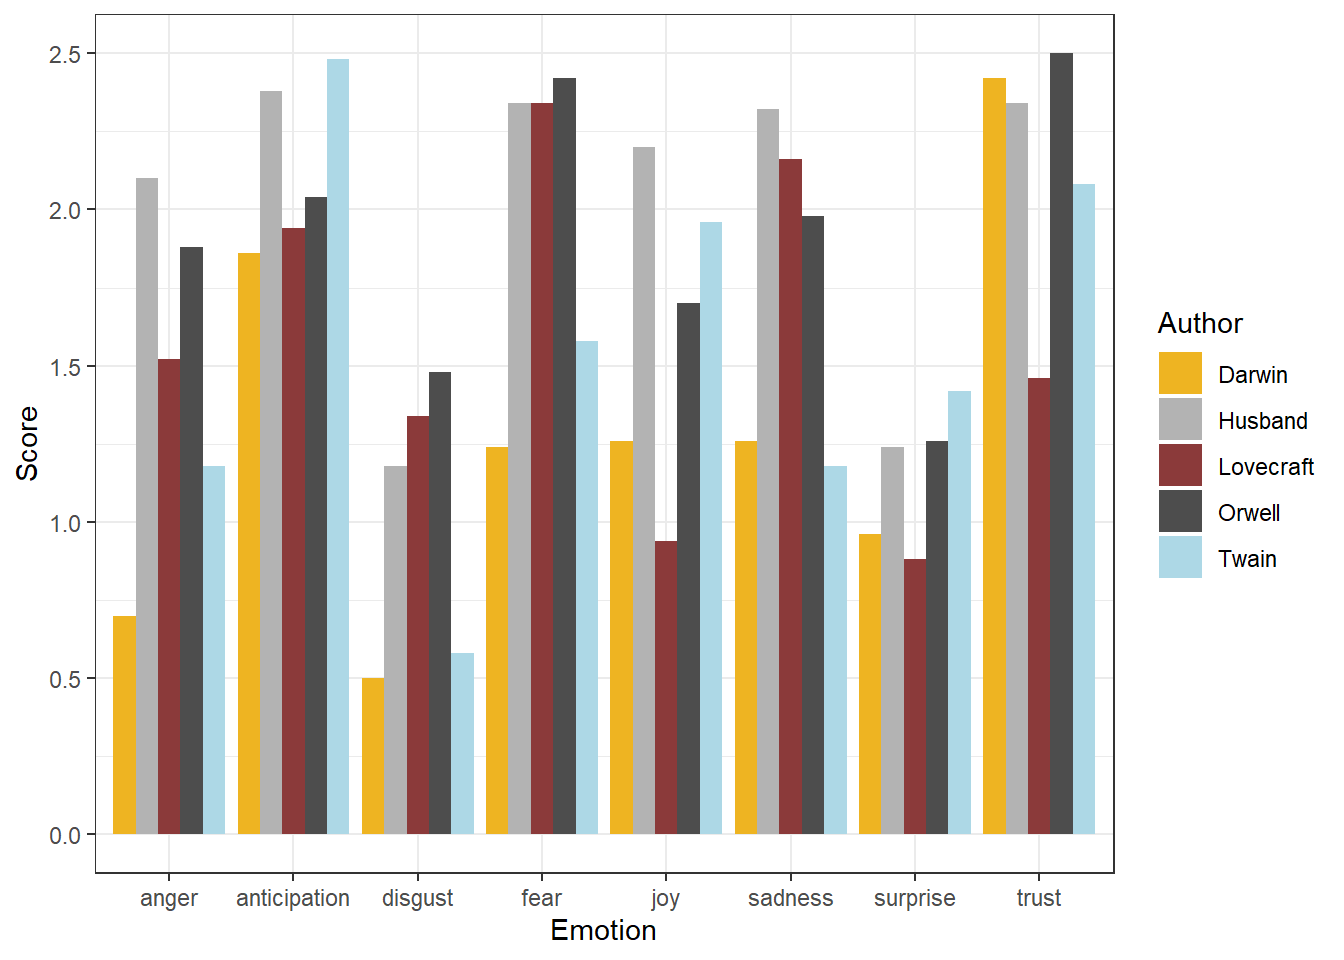 2.5
2.0
1.5
1.0
0.5
0.0
Score
anger anticipation disgust fear joy sadness surprise trust
Emotion
Author
Darwin
Husband
Lovecraft
Orwell
Twain